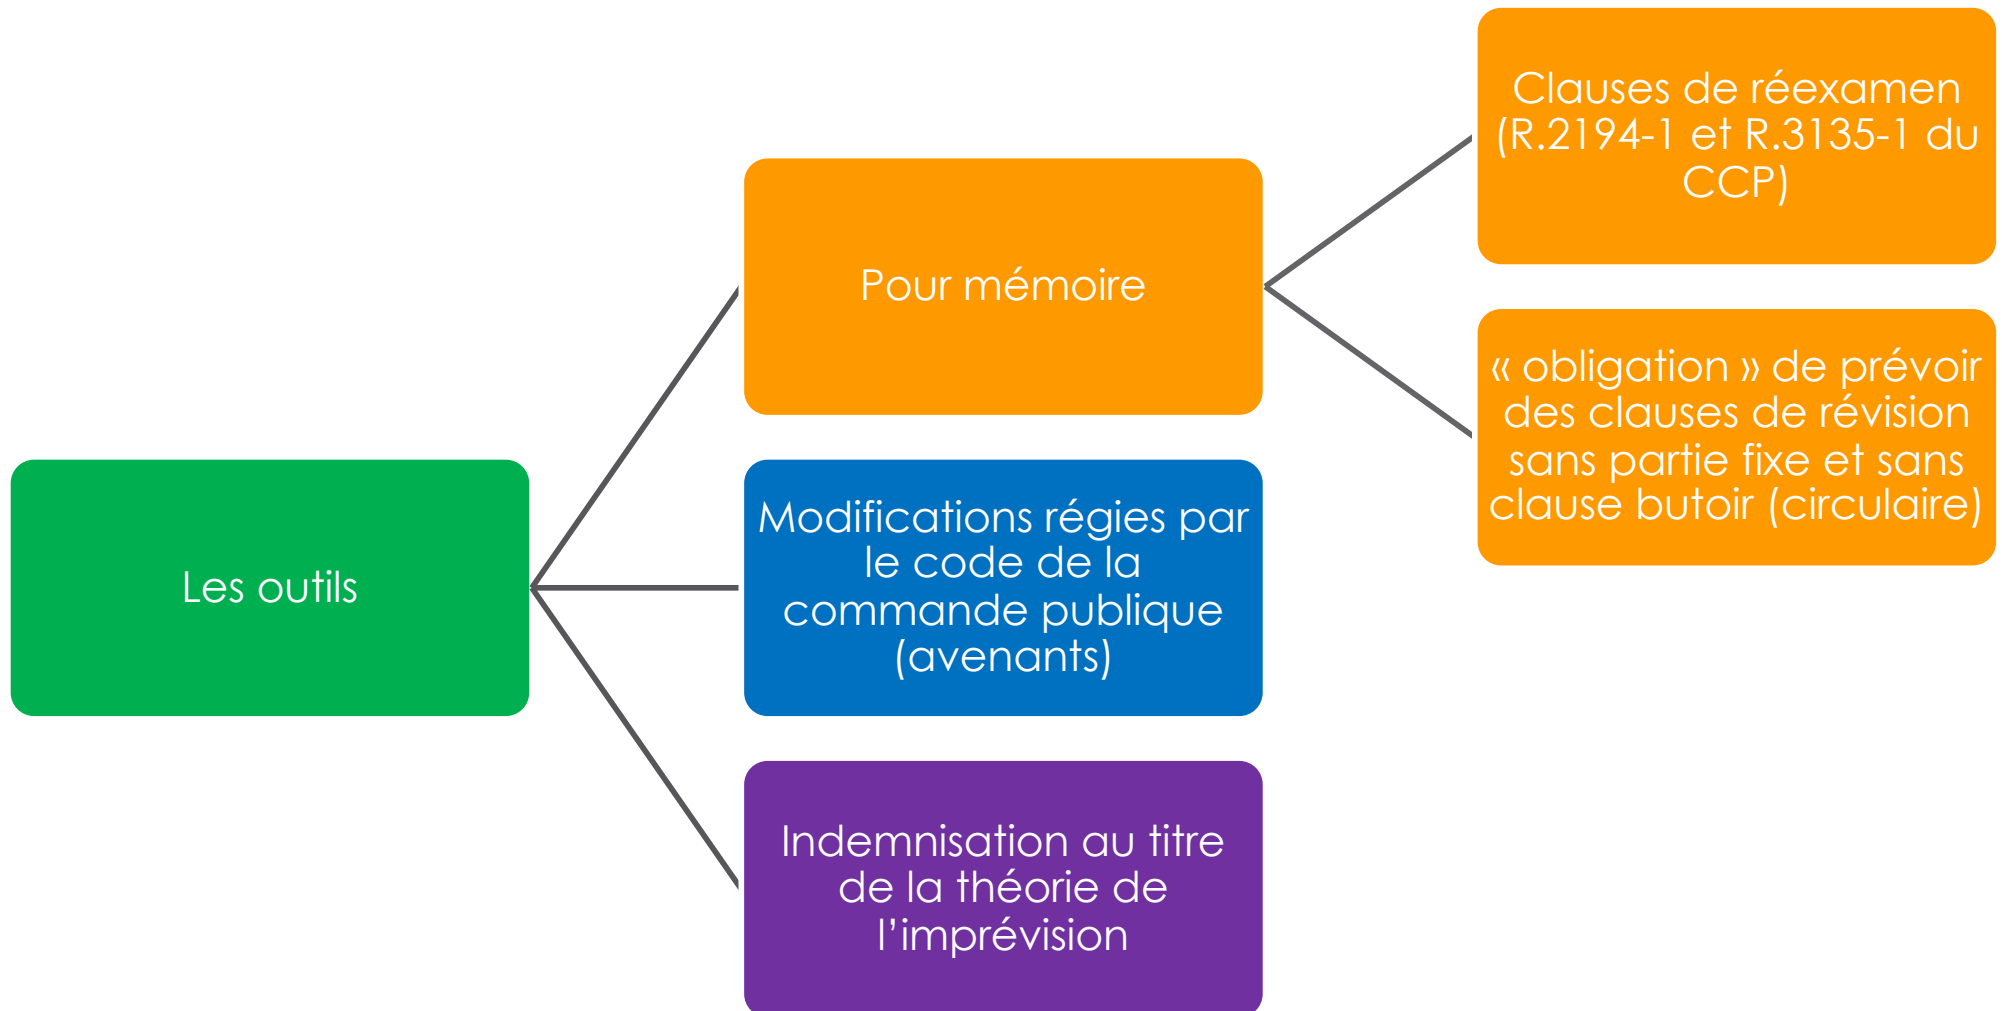 Les outils
Pour mémoire
Clauses de réexamen
(R.2194-1 et R.3135-1 du
CCP)
« obligation » de prévoir
des clauses de révision
sans partie fixe et sans
clause butoir (circulaire)
Modifications régies par
le code de la
commande publique
(avenants)
Indemnisation au titre
de la théorie de
l’imprévision